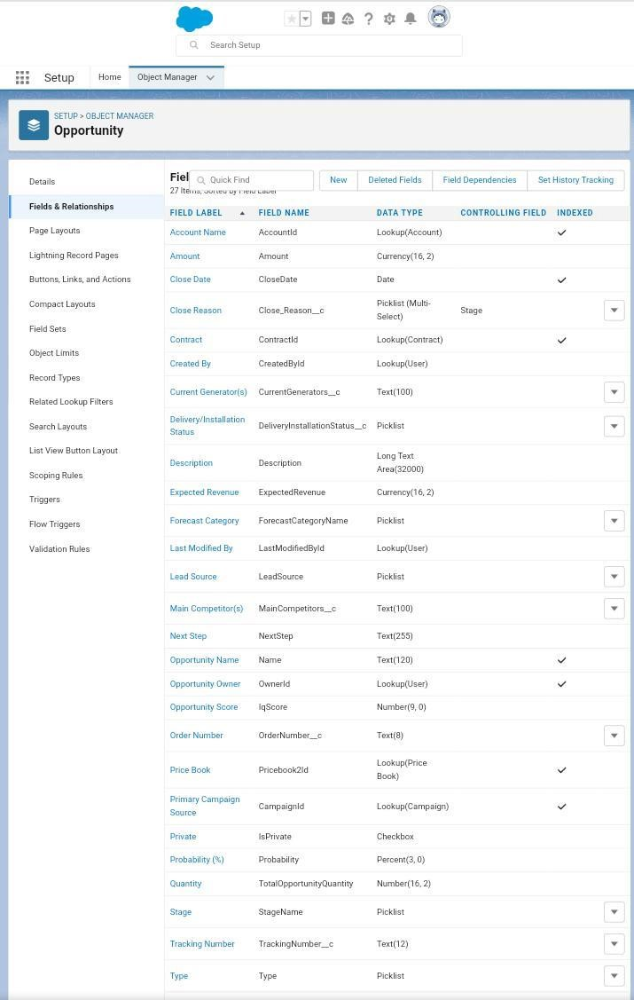 Search Setup
Setup
Home
Object Manager
SETUP > OBJECT MANAGER
Opportunity
Details
Fields & Relationships
Page Layouts
Lightning Record Pages
Buttons, Links, and Actions
Compact Layouts
Field Sets
Object Limits
Record Types
Related Lookup Filters
Search Layouts
List View Button Layout
Scoping Rules
Triggers
Flow Triggers
Validation Rules
Fiel Quick Find New Deleted Fields Field Dependencies Set History Tracking
27 Items, Sorted by Field Label
FIELD LABEL FIELD NAME DATA TYPE CONTROLLING FIELD INDEXED
Account Name AccountId Lookup(Account)
Amount Amount Currency(16, 2)
Close Date CloseDate Date
Close Reason Close_Reason__c Picklist (Multi-
Select) Stage
Contract ContractId Lookup(Contract)
Created By CreatedById Lookup(User)
Current Generator(s) CurrentGenerators__c Text(100)
Delivery/Installation
Status DeliveryInstallationStatus__c Picklist
Description Description Long Text
Area(32000)
Expected Revenue ExpectedRevenue Currency(16, 2)
Forecast Category ForecastCategoryName Picklist
Last Modified By LastModifiedById Lookup(User)
Lead Source LeadSource Picklist
Main Competitor(s) MainCompetitors__c Text(100)
Next Step NextStep Text(255)
Opportunity Name Name Text(120)
Opportunity Owner OwnerId Lookup(User)
Opportunity Score IqScore Number(9, 0)
Order Number OrderNumber__c Text(8)
Price Book Pricebook2Id Lookup(Price
Book)
Primary Campaign
Source CampaignId Lookup(Campaign)
Private IsPrivate Checkbox
Probability (%) Probability Percent(3, 0)
Quantity TotalOpportunityQuantity Number(16, 2)
Stage StageName Picklist
Tracking Number TrackingNumber__c Text(12)
Type Type Picklist